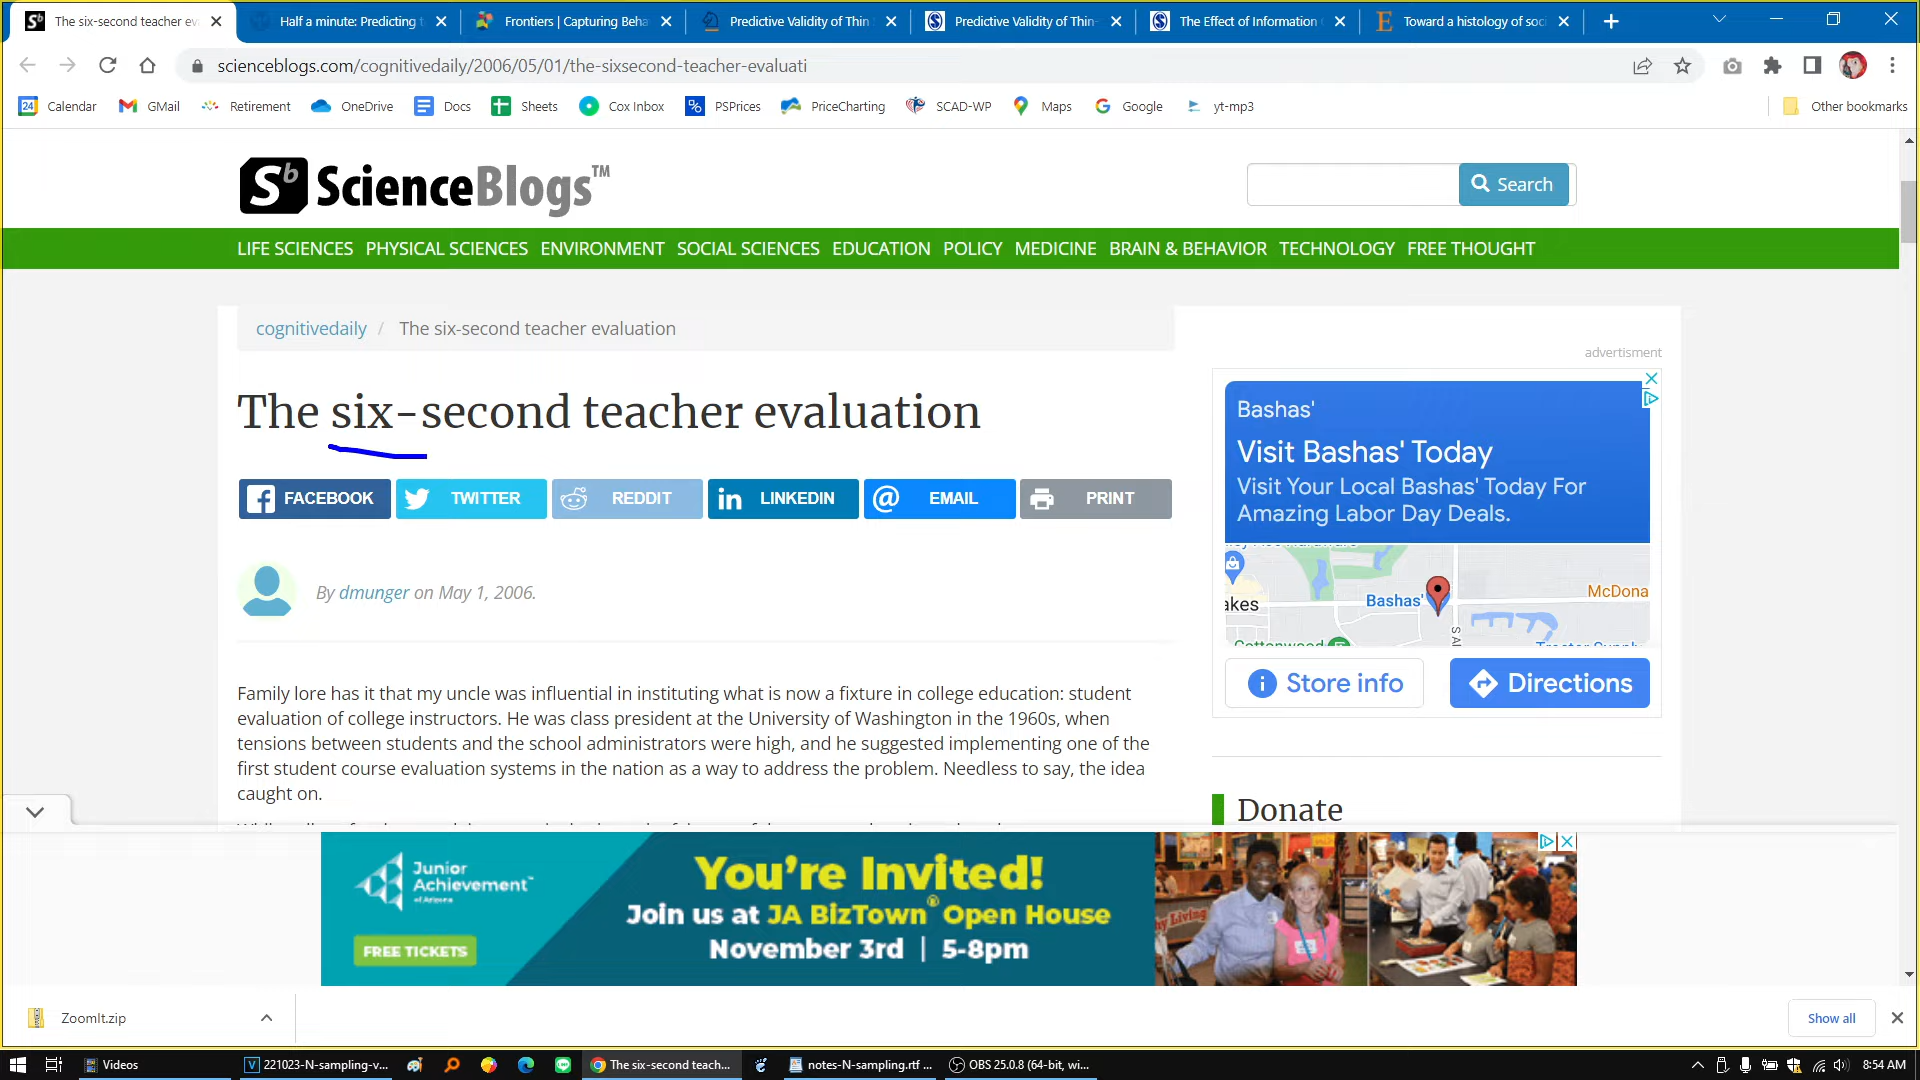 The six-second teacher ev
Half a minute: Predicting t
Frontiers | Capturing Beha
Predictive Validity of Thin
Predictive Validity of Thin-
The Effect of Information
Toward a histology of soci
scienceblogs.com/cognitivedaily/2006/05/01/the-sixsecond-teacher-evaluati
24 Calendar
GMail
Retirement
OneDrive
Docs
Sheets
Cox Inbox
PSPrices
PriceCharting
SCAD-WP
Maps
Google
yt-mp3
Other bookmarks
Sb ScienceBlogs™
Search
LIFE SCIENCES PHYSICAL SCIENCES ENVIRONMENT SOCIAL SCIENCES EDUCATION POLICY MEDICINE BRAIN & BEHAVIOR TECHNOLOGY FREE THOUGHT
cognitivedaily / The six-second teacher evaluation
The six-second teacher evaluation
FACEBOOK
TWITTER
REDDIT
LINKEDIN
EMAIL
PRINT
By dmunger on May 1, 2006.
Family lore has it that my uncle was influential in instituting what is now a fixture in college education: student
evaluation of college instructors. He was class president at the University of Washington in the 1960s, when
tensions between students and the school administrators were high, and he suggested implementing one of the
first student course evaluation systems in the nation as a way to address the problem. Needless to say, the idea
caught on.
advertisment
Bashas'
Visit Bashas' Today
Visit Your Local Bashas' Today For
Amazing Labor Day Deals.
akes
Bashas'
McDona
S Al
Cottonwood
Tractor Supply
Store info
Directions
Donate
Junior
Achievement™
of Arizona
FREE TICKETS
You're Invited!
Join us at JA BizTown® Open House
November 3rd | 5-8pm
ZoomIt.zip
Show all
Videos
221023-N-sampling-v...
The six-second teach...
notes-N-sampling.rtf ...
OBS 25.0.8 (64-bit, wi...
8:54 AM